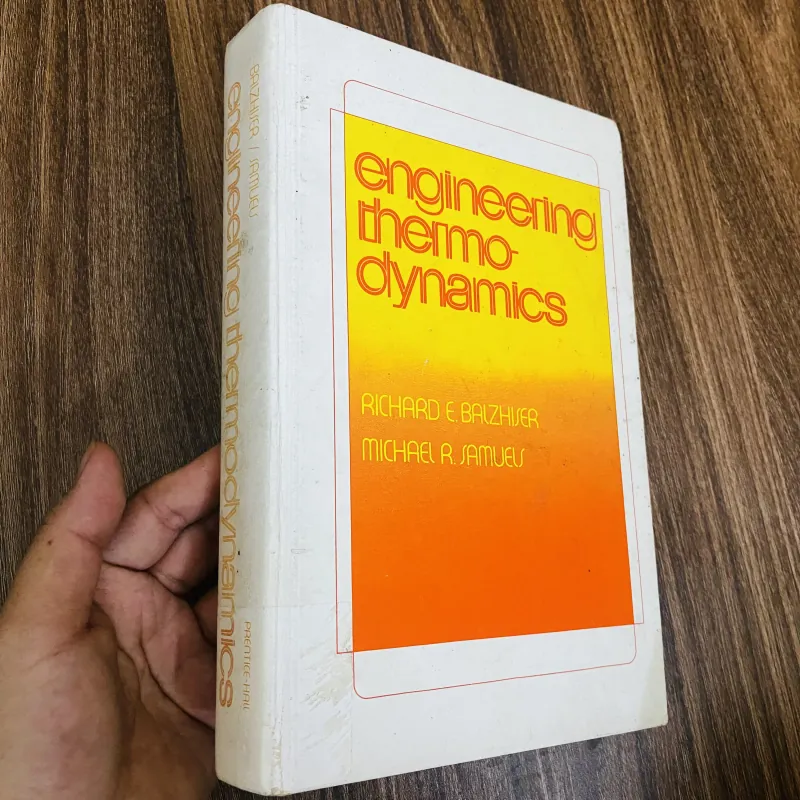 BALZHISER / SAMUELS
engineering thermodynamics
PRENTICE-HALL
engineering
thermo-
dynamics
RICHARD E. BALZHISER
MICHAEL R. SAMUELS